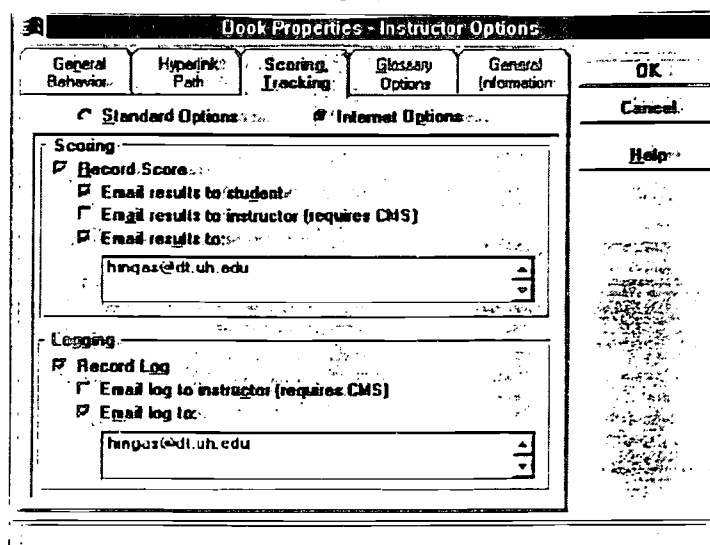 Book Properties - Instructor Options
General Behavior
Hyperlink Path
Scoring, Tracking
Glossary Options
General Information
OK
Cancel
Help
Standard Options
Internet Options
Scoring
Record Score
Email results to student
Email results to instructor (requires CMS)
Email results to:
hingas@dt.uh.edu
Logging
Record Log
Email log to instructor (requires CMS)
Email log to:
hingas@dt.uh.edu